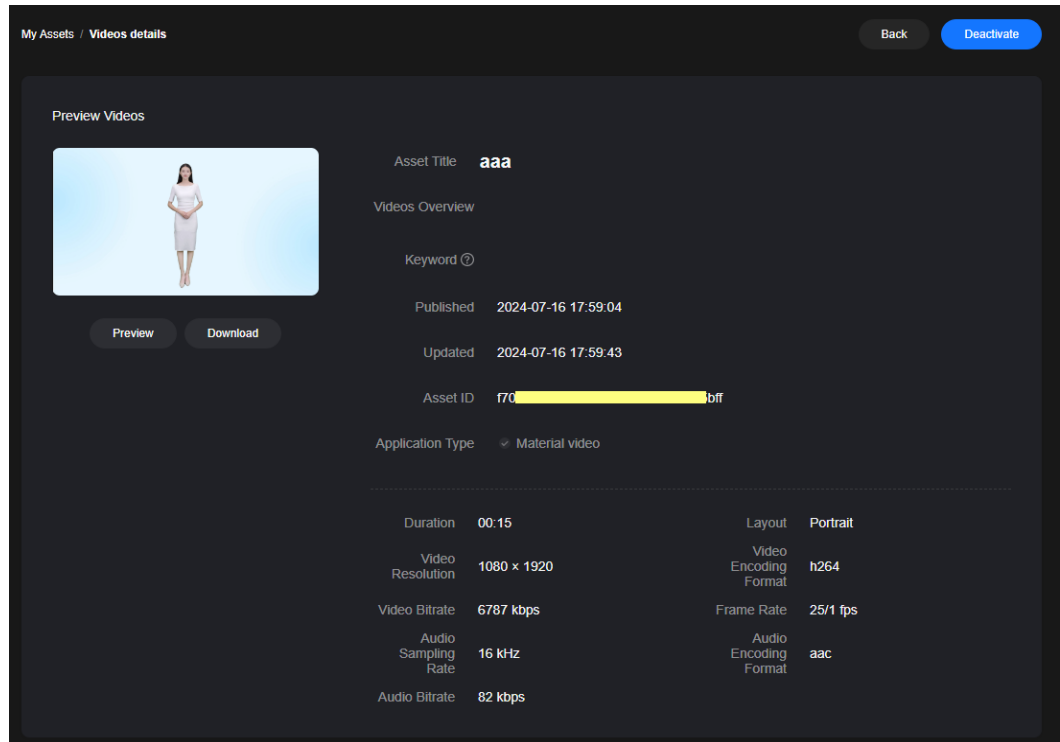 My Assets / Videos details
Back
Deactivate
Preview Videos
Preview
Download
Asset Title aaa
Videos Overview
Keyword ?
Published 2024-07-16 17:59:04
Updated 2024-07-16 17:59:43
Asset ID f70 bff
Application Type Material video
Duration 00:15
Layout Portrait
Video
Resolution 1080 × 1920
Video
Encoding
Format h264
Video Bitrate 6787 kbps
Frame Rate 25/1 fps
Audio
Sampling
Rate 16 kHz
Audio
Encoding
Format aac
Audio Bitrate 82 kbps